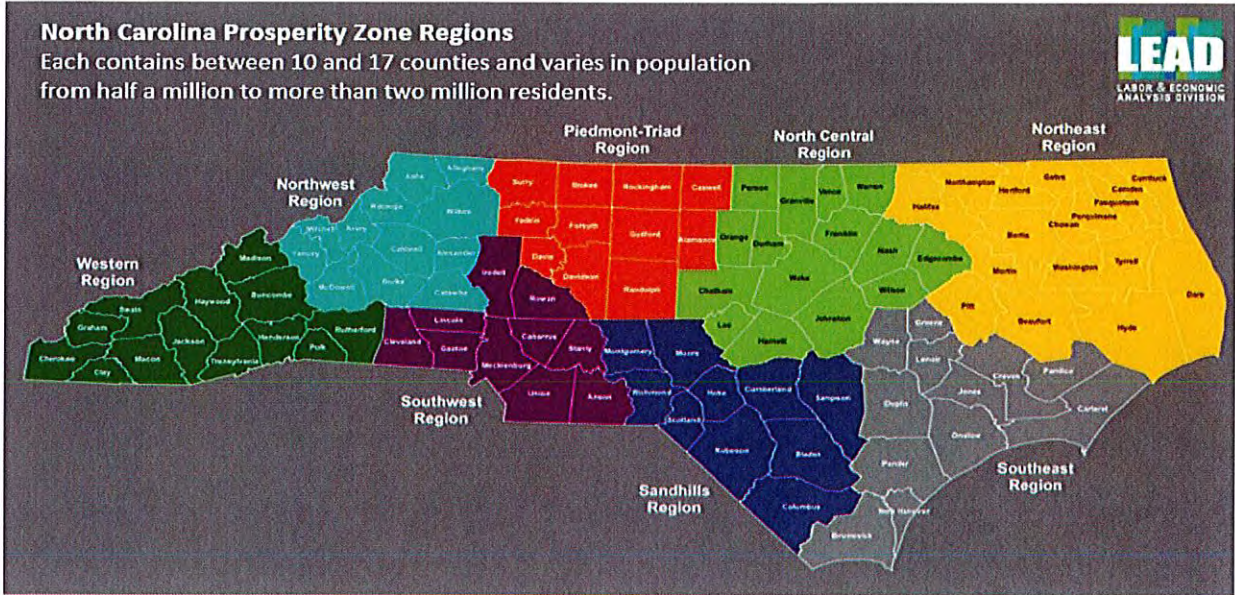 North Carolina Prosperity Zone Regions
Each contains between 10 and 17 counties and varies in population
from half a million to more than two million residents.
LEAD
LABOR & ECONOMIC
ANALYSIS DIVISION
Piedmont-Triad
Region
North Central
Region
Northeast
Region
Northwest
Region
Western
Region
Southwest
Region
Sandhills
Region
Southeast
Region
Ashe
Alleghany
Watauga
Wilkes
Mitchell
Avery
Yancey
Caldwell
Alexander
McDowell
Burke
Catawba
Surry
Stokes
Rockingham
Caswell
Yadkin
Forsyth
Guilford
Alamance
Davie
Davidson
Randolph
Person
Granville
Vance
Warren
Orange
Durham
Franklin
Nash
Edgecombe
Chatham
Wake
Wilson
Lee
Johnston
Harnett
Northampton
Hertford
Gates
Currituck
Camden
Pasquotank
Perquimans
Chowan
Halifax
Bertie
Martin
Washington
Tyrrell
Dare
Pitt
Beaufort
Hyde
Madison
Buncombe
Haywood
Swain
Graham
Cherokee
Clay
Macon
Jackson
Transylvania
Henderson
Polk
Rutherford
Iredell
Rowan
Lincoln
Cleveland
Gaston
Cabarrus
Stanly
Mecklenburg
Union
Anson
Montgomery
Moore
Richmond
Hoke
Cumberland
Sampson
Scotland
Robeson
Bladen
Columbus
Wayne
Greene
Lenoir
Craven
Pamlico
Jones
Carteret
Duplin
Onslow
Pender
New Hanover
Brunswick